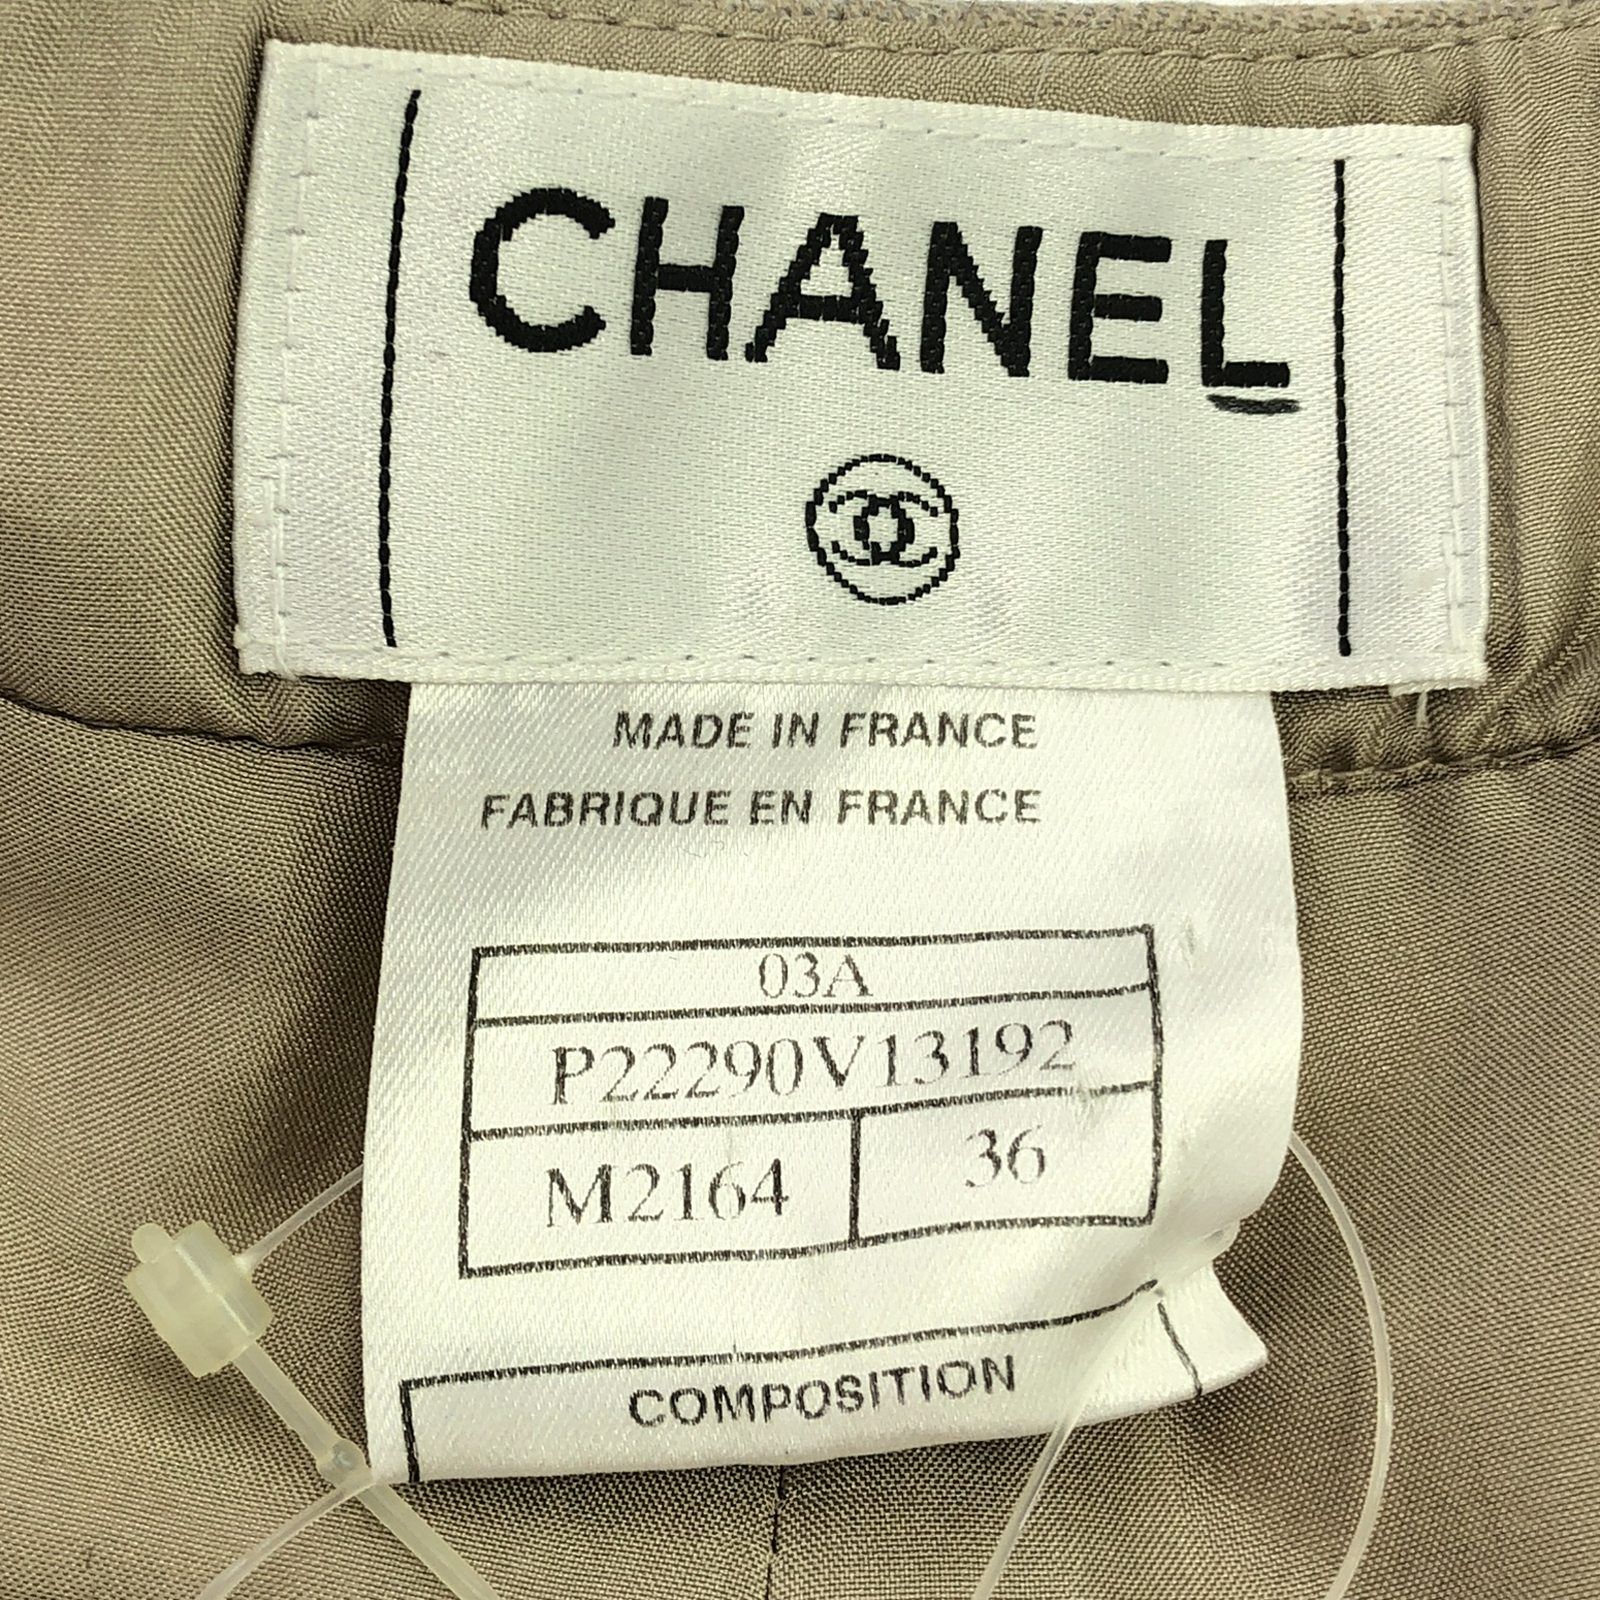 CHANEL
MADE IN FRANCE
FABRIQUE EN FRANCE
03A
P22290V13192
M2164 36
COMPOSITION